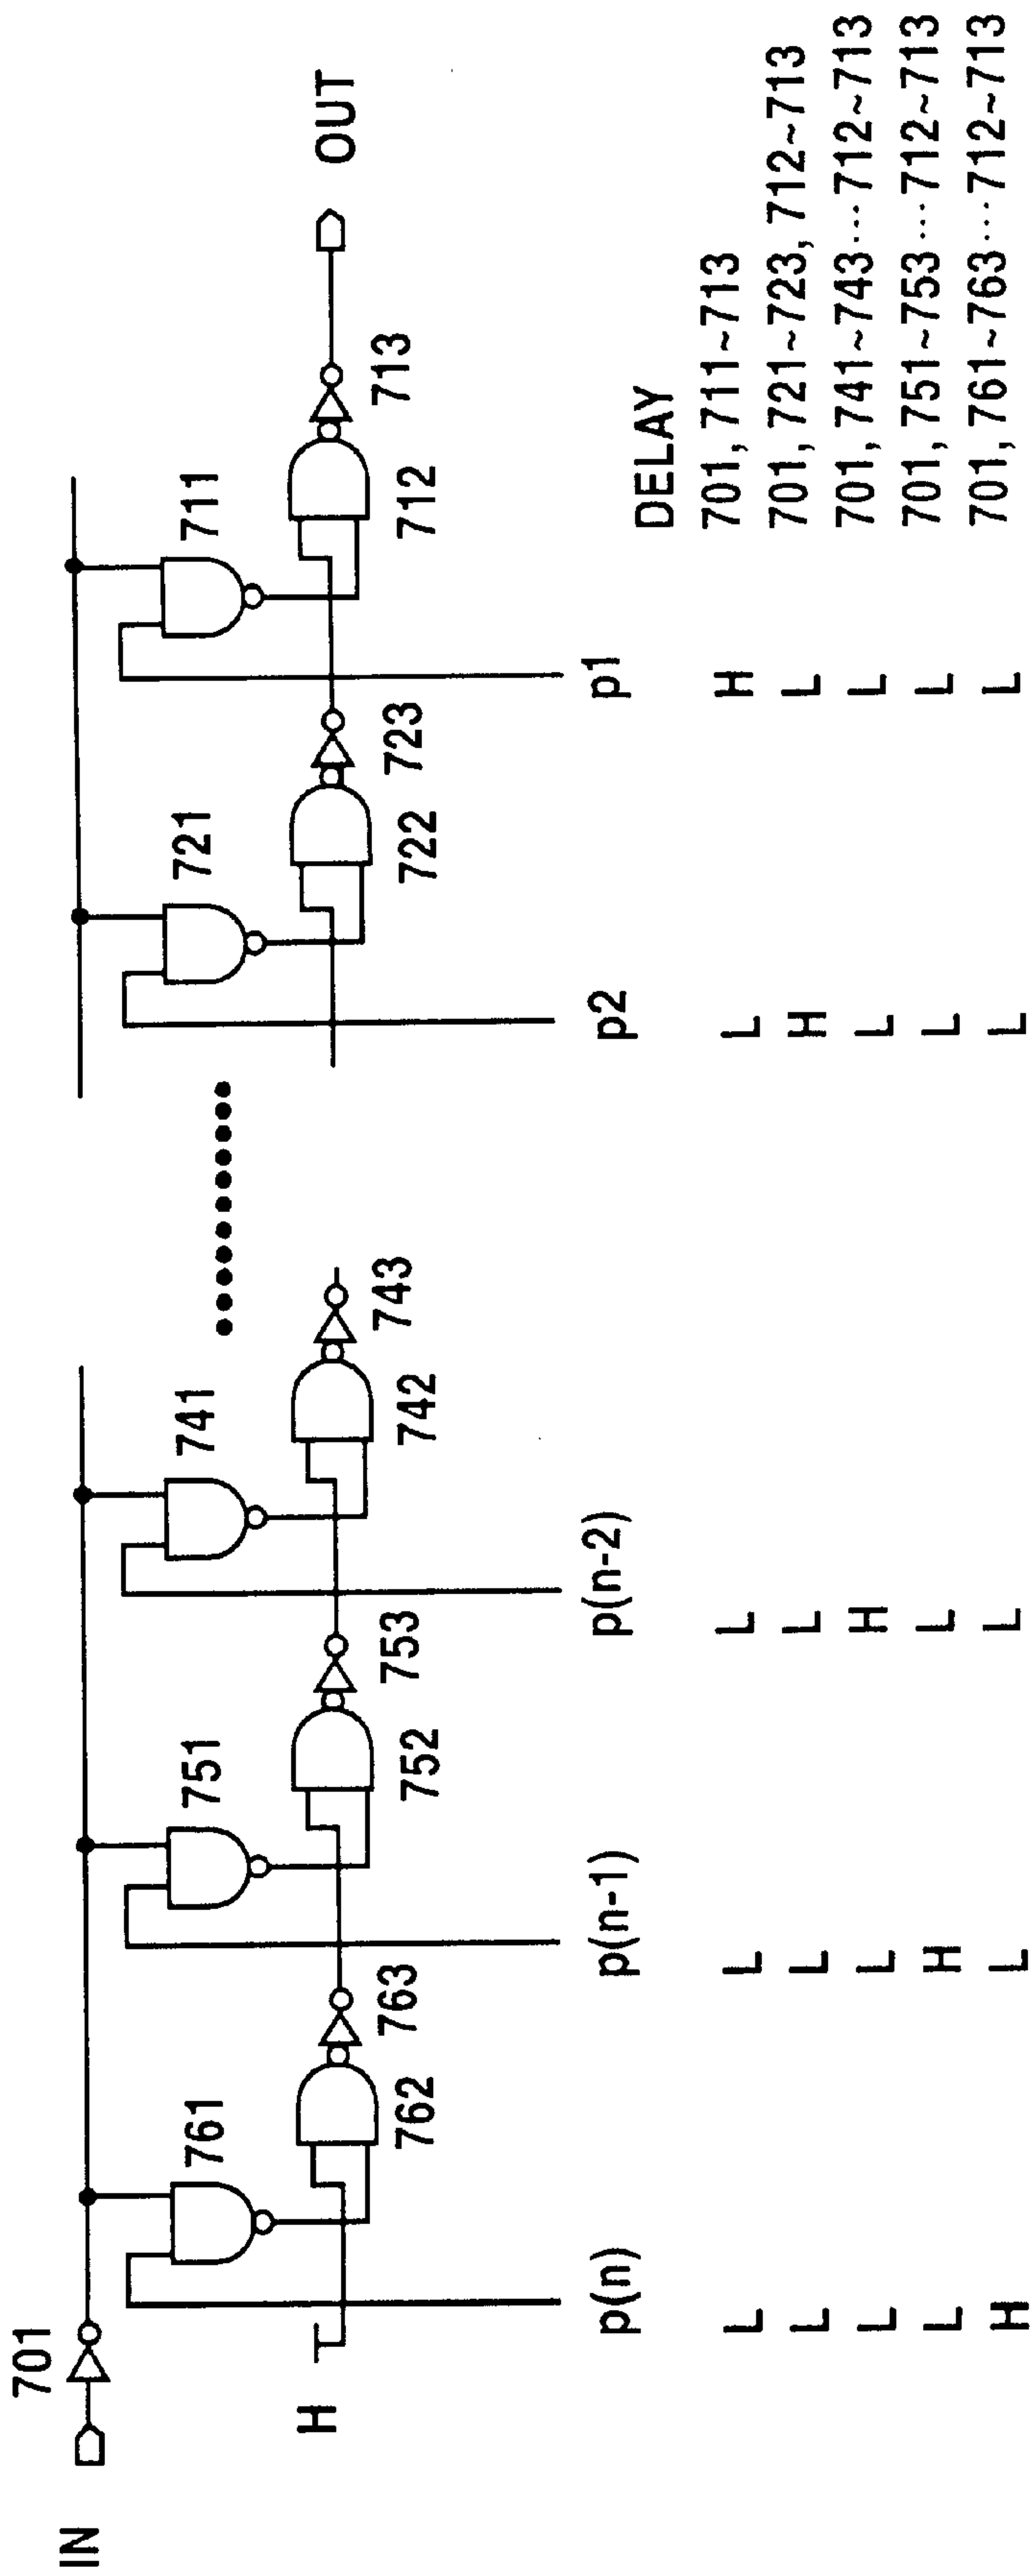 IN
701
H
761
762
763
751
752
753
741
742
743
721
722
723
711
712
713
OUT
p(n) p(n-1) p(n-2) p2 p1 DELAY
L L L L H 701, 711~713
L L L H L 701, 721~723, 712~713
L L H L L 701, 741~743···712~713
L H L L L 701, 751~753···712~713
H L L L L 701, 761~763···712~713